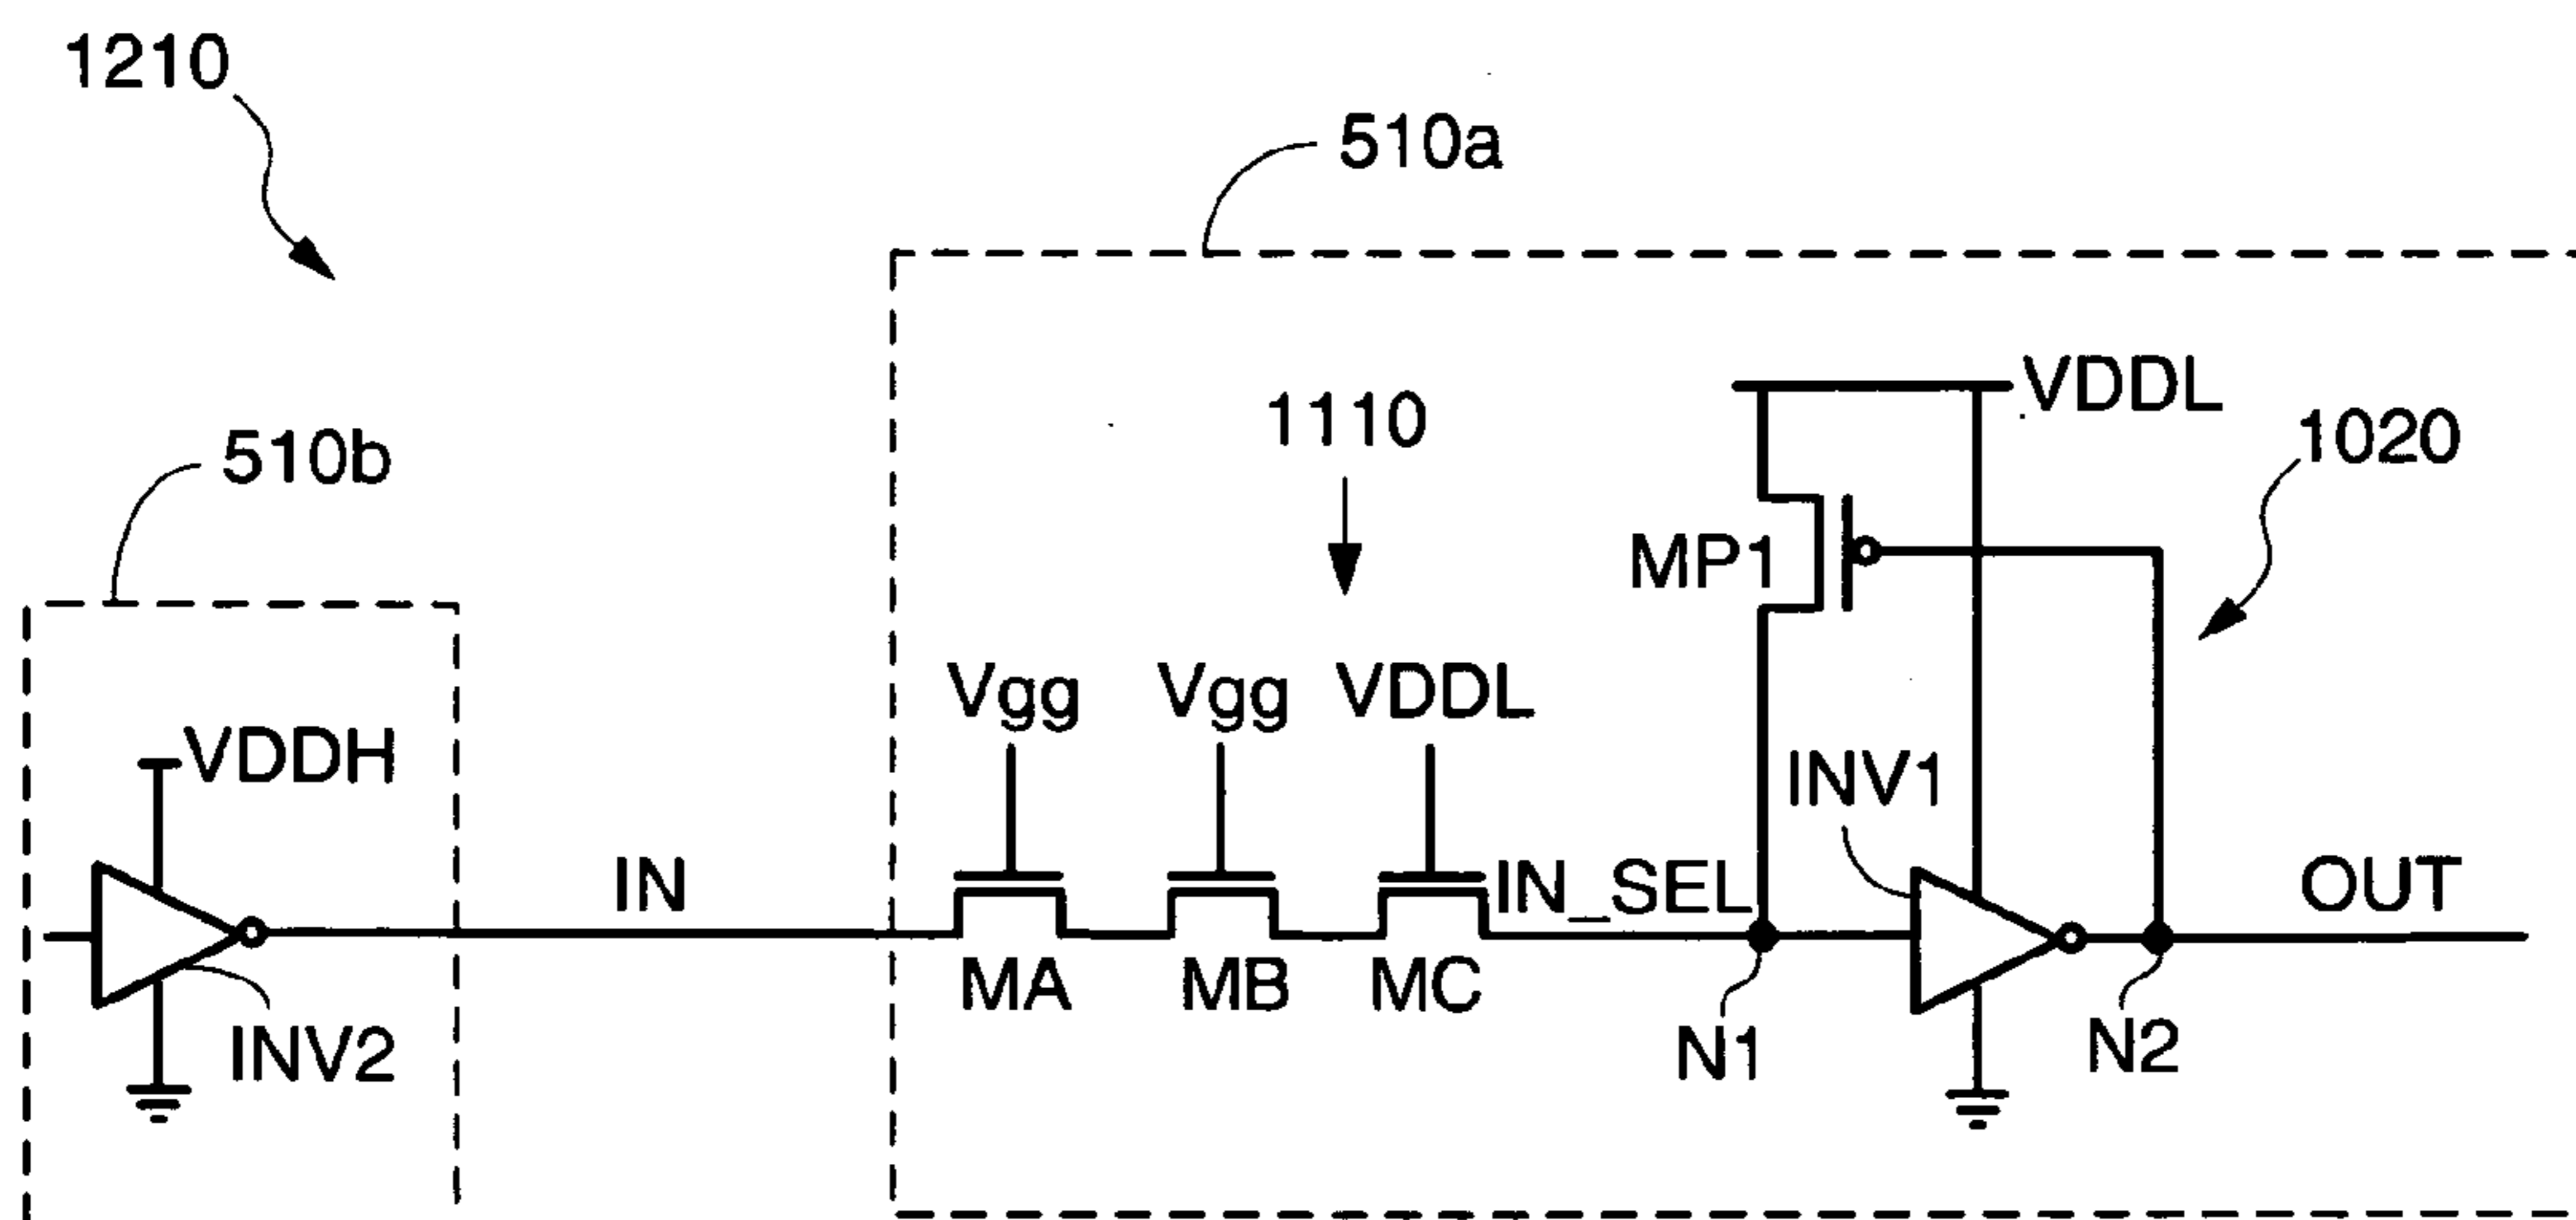 1210
510a
VDDL
1110
1020
510b
MP1
Vgg Vgg VDDL
VDDH
INV1
IN
IN_SEL
OUT
MA MB MC
INV2
N1
N2